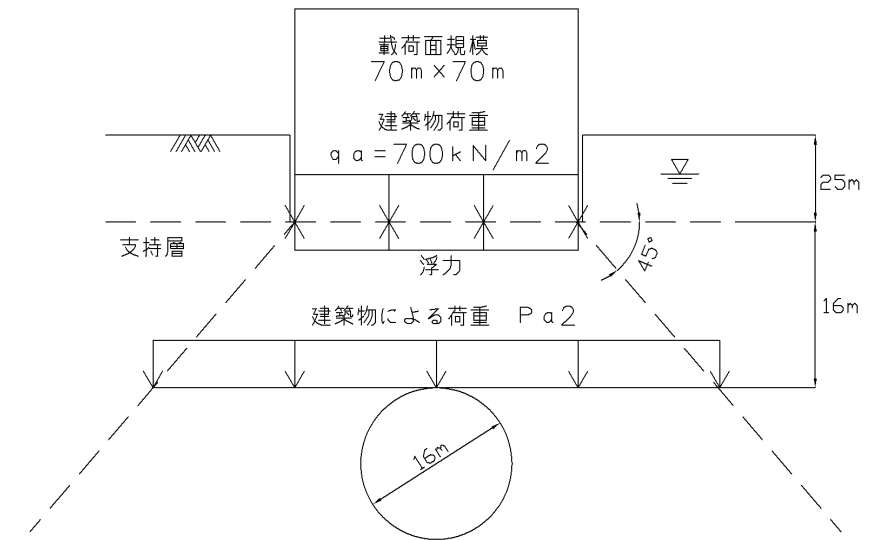 載荷面規模
70m×70m
建築物荷重
qa=700kN/m2
25m
支持層
浮力
45°
16m
建築物による荷重 Pa2
16m